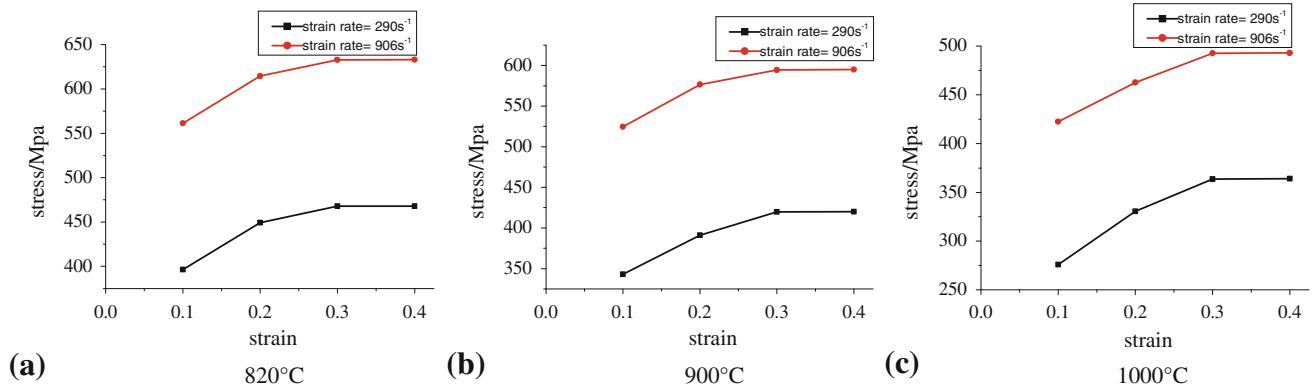 strain rate= 290s⁻¹
strain rate= 906s⁻¹
650
600
550
500
450
400
stress/Mpa
0.0 0.1 0.2 0.3 0.4
strain
(a)
820°C
strain rate= 290s⁻¹
strain rate= 906s⁻¹
600
550
500
450
400
350
stress/Mpa
0.0 0.1 0.2 0.3 0.4
strain
(b)
900°C
strain rate= 290s⁻¹
strain rate= 906s⁻¹
500
450
400
350
300
250
stress/Mpa
0.0 0.1 0.2 0.3 0.4
strain
(c)
1000°C